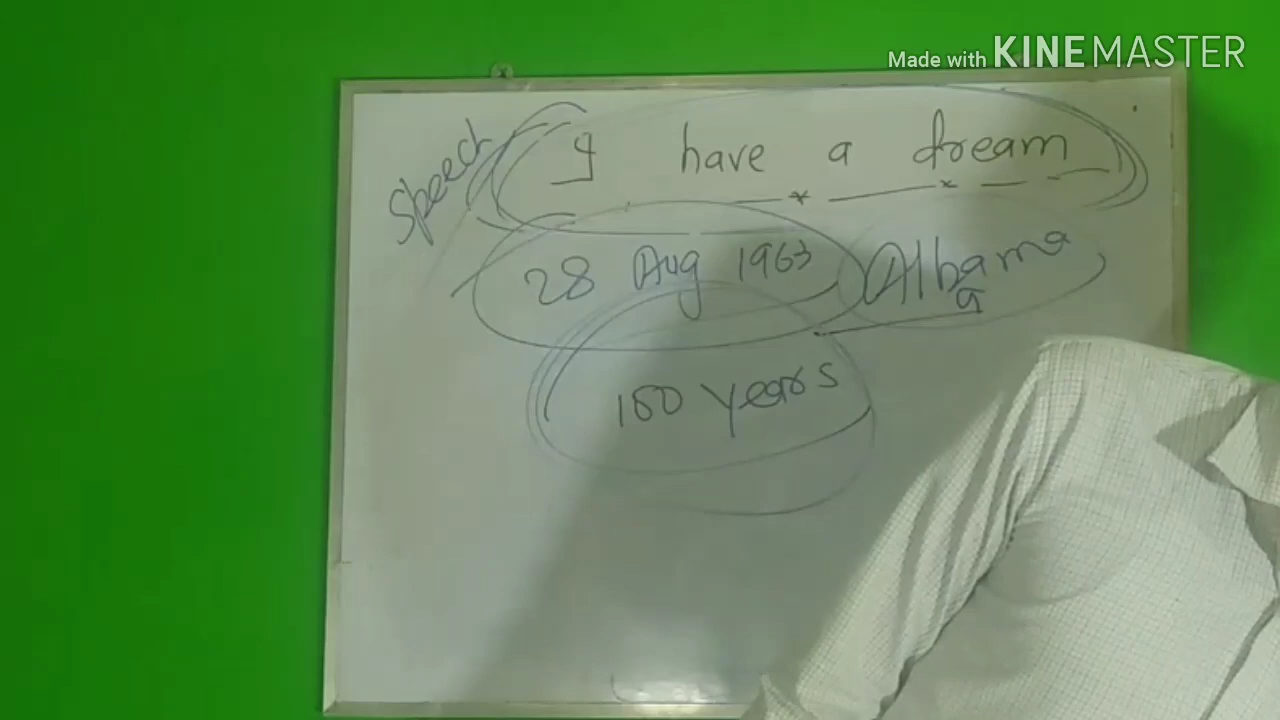 Made with KINEMASTER
Speech
I have a dream
28 Aug 1963 Albama
a
100 years